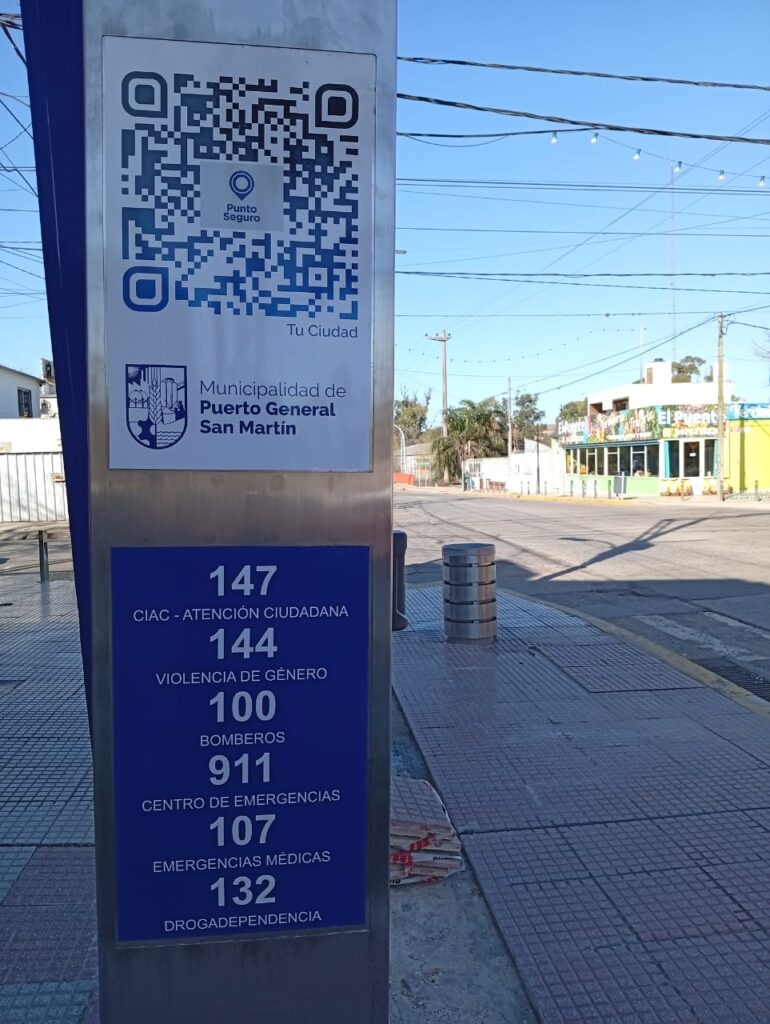 Punto
Seguro
Tu Ciudad
Municipalidad de
Puerto General
San Martín
147
CIAC - ATENCIÓN CIUDADANA
144
VIOLENCIA DE GÉNERO
100
BOMBEROS
911
CENTRO DE EMERGENCIAS
107
EMERGENCIAS MÉDICAS
132
DROGADEPENDENCIA
El Puente